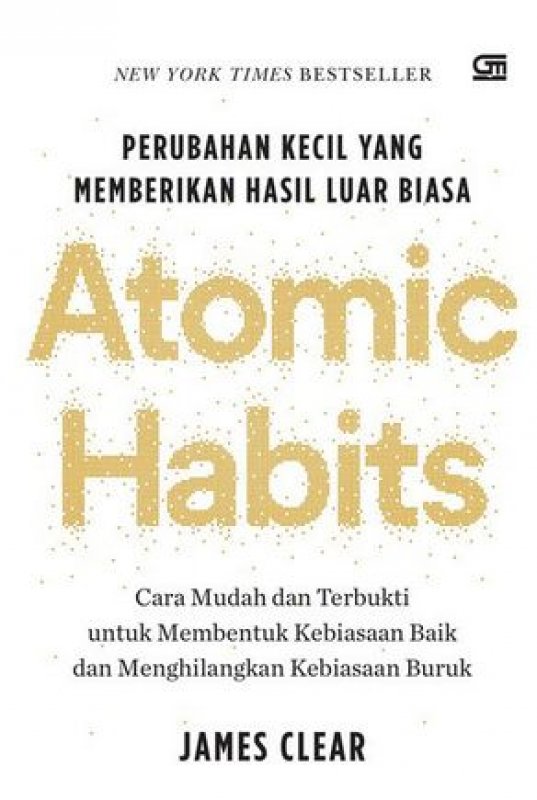 NEW YORK TIMES BESTSELLER
PERUBAHAN KECIL YANG
MEMBERIKAN HASIL LUAR BIASA
Atomic
Habits
Cara Mudah dan Terbukti
untuk Membentuk Kebiasaan Baik
dan Menghilangkan Kebiasaan Buruk
JAMES CLEAR